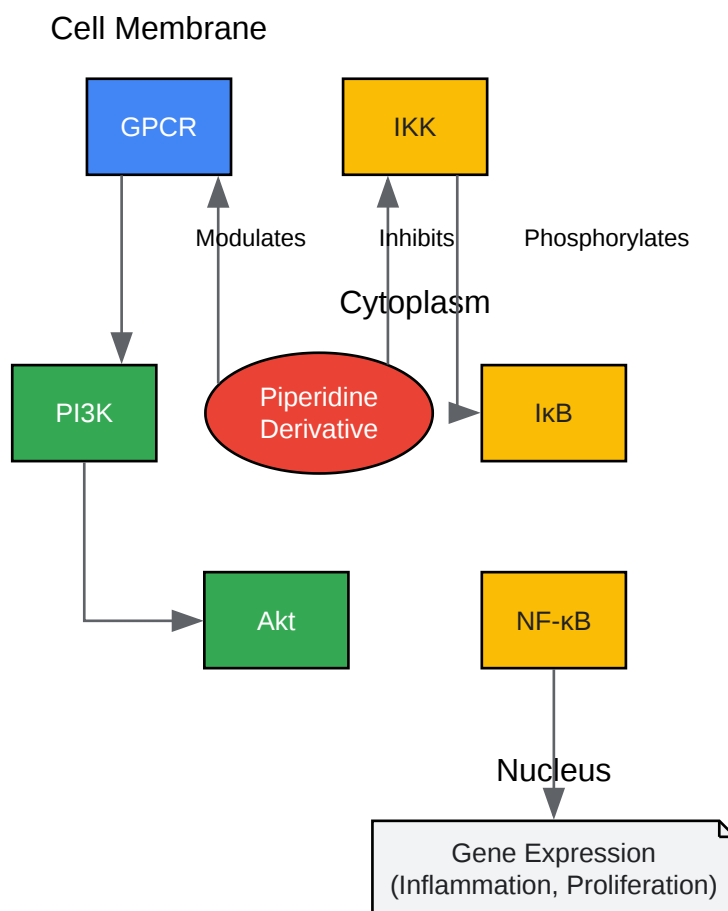 Cell Membrane
GPCR
IKK
Modulates
Inhibits
Phosphorylates
Cytoplasm
PI3K
Piperidine
Derivative
IκB
Akt
NF-κB
Nucleus
Gene Expression
(Inflammation, Proliferation)